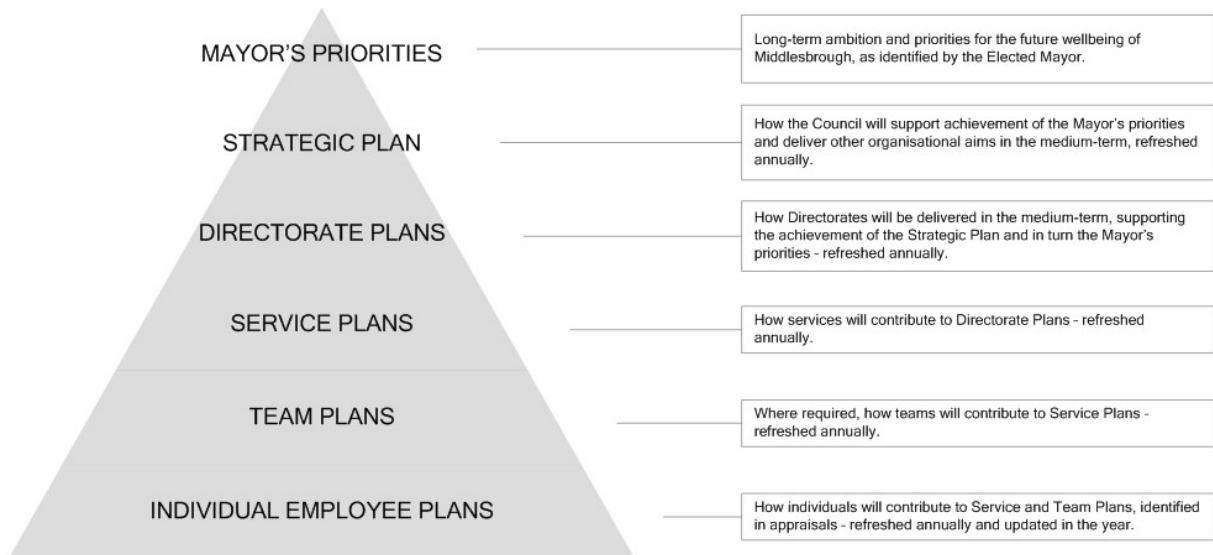 MAYOR'S PRIORITIES
Long-term ambition and priorities for the future wellbeing of
Middlesbrough, as identified by the Elected Mayor.
STRATEGIC PLAN
How the Council will support achievement of the Mayor's priorities
and deliver other organisational aims in the medium-term, refreshed
annually.
DIRECTORATE PLANS
How Directorates will be delivered in the medium-term, supporting
the achievement of the Strategic Plan and in turn the Mayor's
priorities - refreshed annually.
SERVICE PLANS
How services will contribute to Directorate Plans - refreshed
annually.
TEAM PLANS
Where required, how teams will contribute to Service Plans -
refreshed annually.
INDIVIDUAL EMPLOYEE PLANS
How individuals will contribute to Service and Team Plans, identified
in appraisals - refreshed annually and updated in the year.